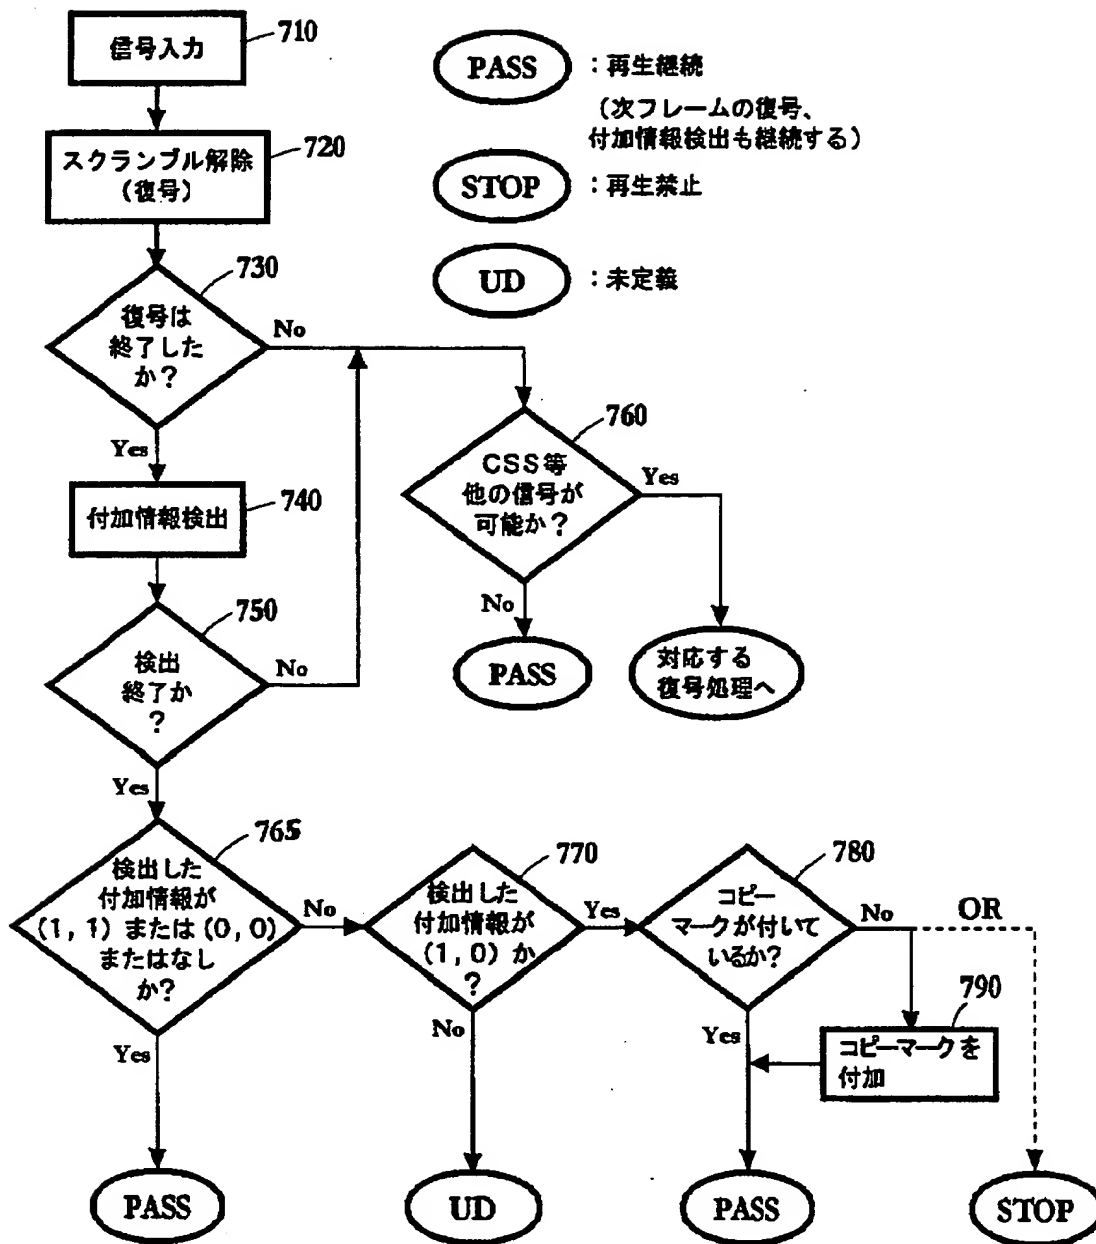 信号入力
710
PASS
：再生継続
（次フレームの復号、
付加情報検出も継続する）
スクランブル解除
（復号）
720
STOP
：再生禁止
UD
：未定義
復号は
終了した
か？
730
No
Yes
付加情報検出
740
CSS等
他の信号が
可能か？
760
Yes
No
PASS
対応する
復号処理へ
検出
終了か
？
750
No
Yes
検出した
付加情報が
(1, 1) または (0, 0)
またはなし
か？
765
No
Yes
検出した
付加情報が
(1, 0) か
？
770
Yes
No
コピー
マークが付いて
いるか？
780
No
OR
Yes
コピーマークを
付加
790
PASS
UD
PASS
STOP